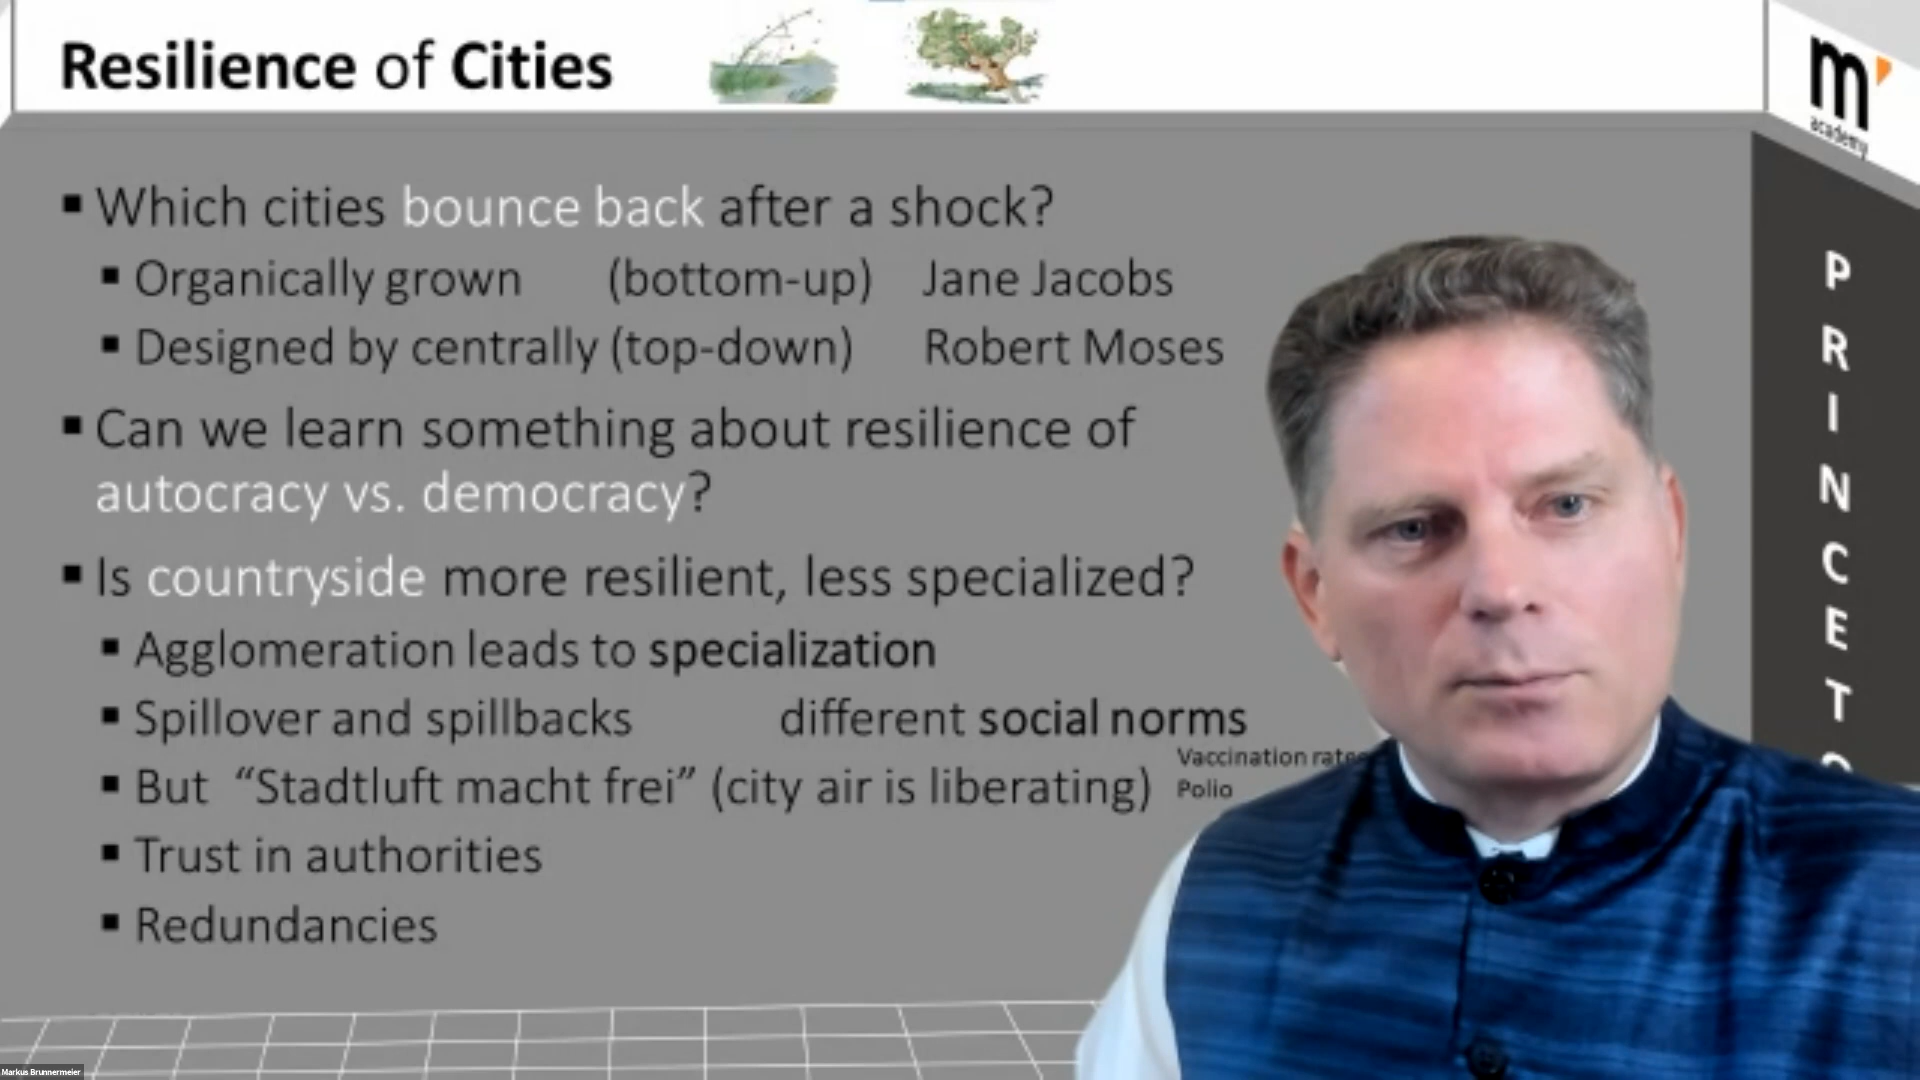 Resilience of Cities
m'
academy
▪ Which cities bounce back after a shock?
▪ Organically grown (bottom-up) Jane Jacobs
▪ Designed by centrally (top-down) Robert Moses
▪ Can we learn something about resilience of
autocracy vs. democracy?
▪ Is countryside more resilient, less specialized?
▪ Agglomeration leads to specialization
▪ Spillover and spillbacks different social norms
Vaccination rates
▪ But “Stadtluft macht frei” (city air is liberating) Polio
▪ Trust in authorities
▪ Redundancies
PRINCETO
Markus Brunnermeier